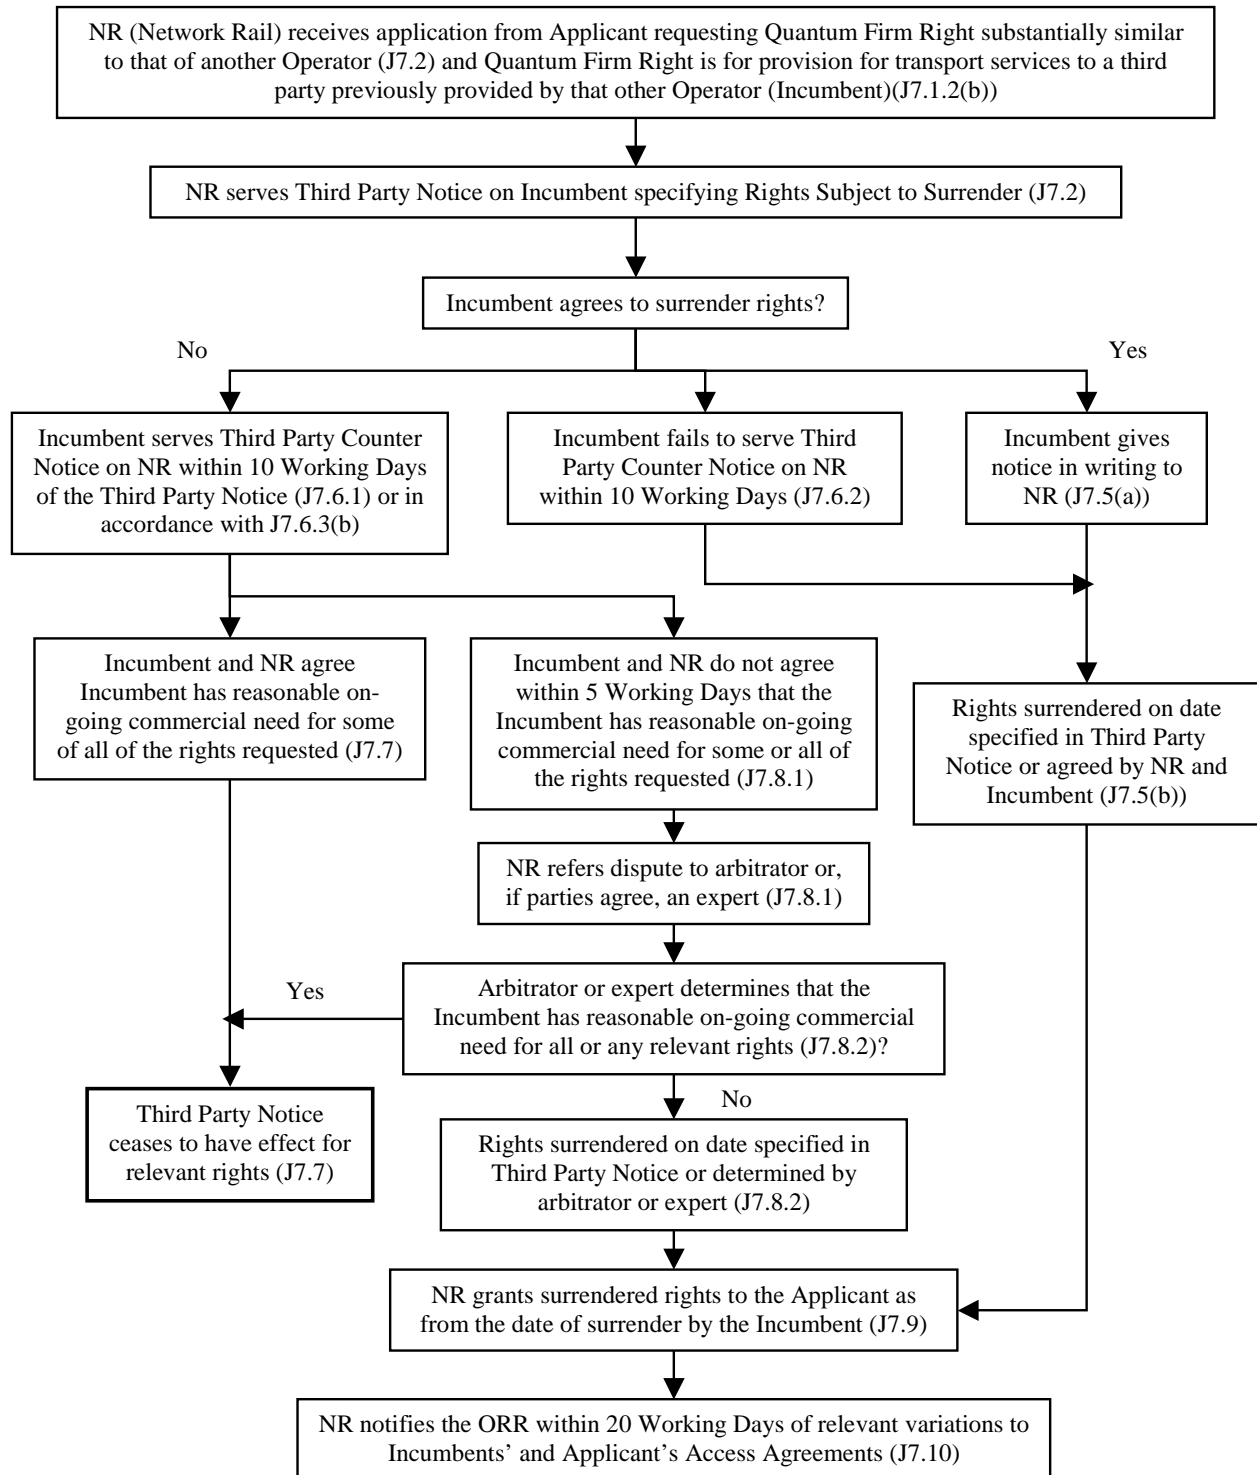 NR (Network Rail) receives application from Applicant requesting Quantum Firm Right substantially similar
to that of another Operator (J7.2) and Quantum Firm Right is for provision for transport services to a third
party previously provided by that other Operator (Incumbent)(J7.1.2(b))
NR serves Third Party Notice on Incumbent specifying Rights Subject to Surrender (J7.2)
Incumbent agrees to surrender rights?
No
Yes
Incumbent serves Third Party Counter
Notice on NR within 10 Working Days
of the Third Party Notice (J7.6.1) or in
accordance with J7.6.3(b)
Incumbent fails to serve Third
Party Counter Notice on NR
within 10 Working Days (J7.6.2)
Incumbent gives
notice in writing to
NR (J7.5(a))
Incumbent and NR agree
Incumbent has reasonable on-
going commercial need for some
of all of the rights requested (J7.7)
Incumbent and NR do not agree
within 5 Working Days that the
Incumbent has reasonable on-going
commercial need for some or all of
the rights requested (J7.8.1)
Rights surrendered on date
specified in Third Party
Notice or agreed by NR and
Incumbent (J7.5(b))
NR refers dispute to arbitrator or,
if parties agree, an expert (J7.8.1)
Yes
Arbitrator or expert determines that the
Incumbent has reasonable on-going commercial
need for all or any relevant rights (J7.8.2)?
No
Third Party Notice
ceases to have effect for
relevant rights (J7.7)
Rights surrendered on date specified in
Third Party Notice or determined by
arbitrator or expert (J7.8.2)
NR grants surrendered rights to the Applicant as
from the date of surrender by the Incumbent (J7.9)
NR notifies the ORR within 20 Working Days of relevant variations to
Incumbents’ and Applicant’s Access Agreements (J7.10)